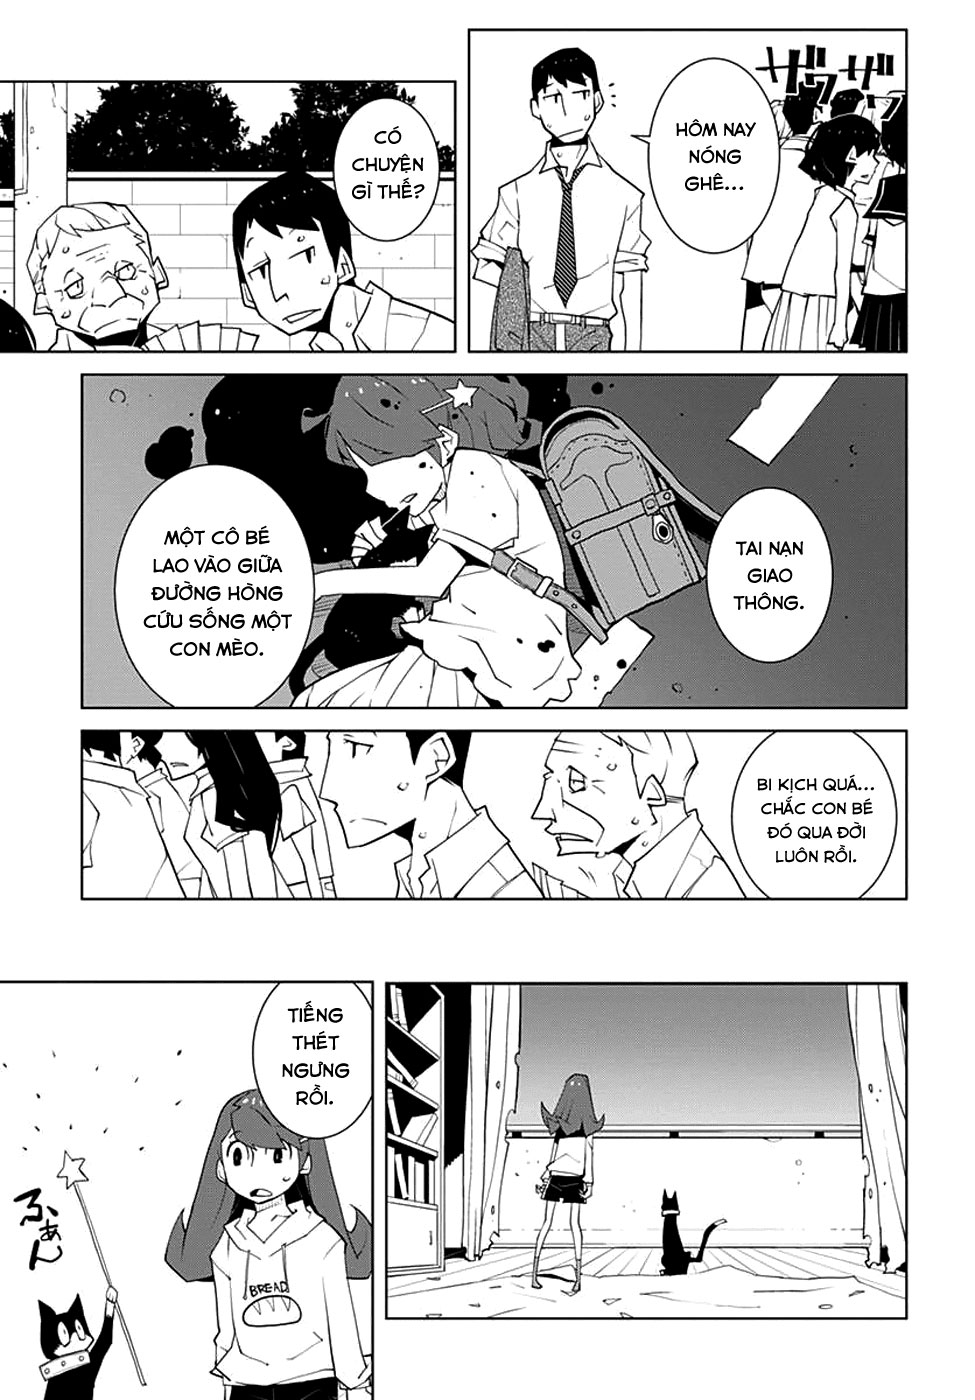 ザワザワ
HÔM NAY
NÓNG
GHÊ...
CÓ
CHUYỆN
GÌ THẾ?
TAI NẠN
GIAO
THÔNG.
MỘT CÔ BÉ
LAO VÀO GIỮA
ĐƯỜNG HÒNG
CỨU SỐNG MỘT
CON MÈO.
BI KỊCH QUÁ...
CHẮC CON BÉ
ĐÓ QUA ĐỜI
LUÔN RỒI.
TIẾNG
THÉT
NGƯNG
RỒI.
ふぁん
BREAD